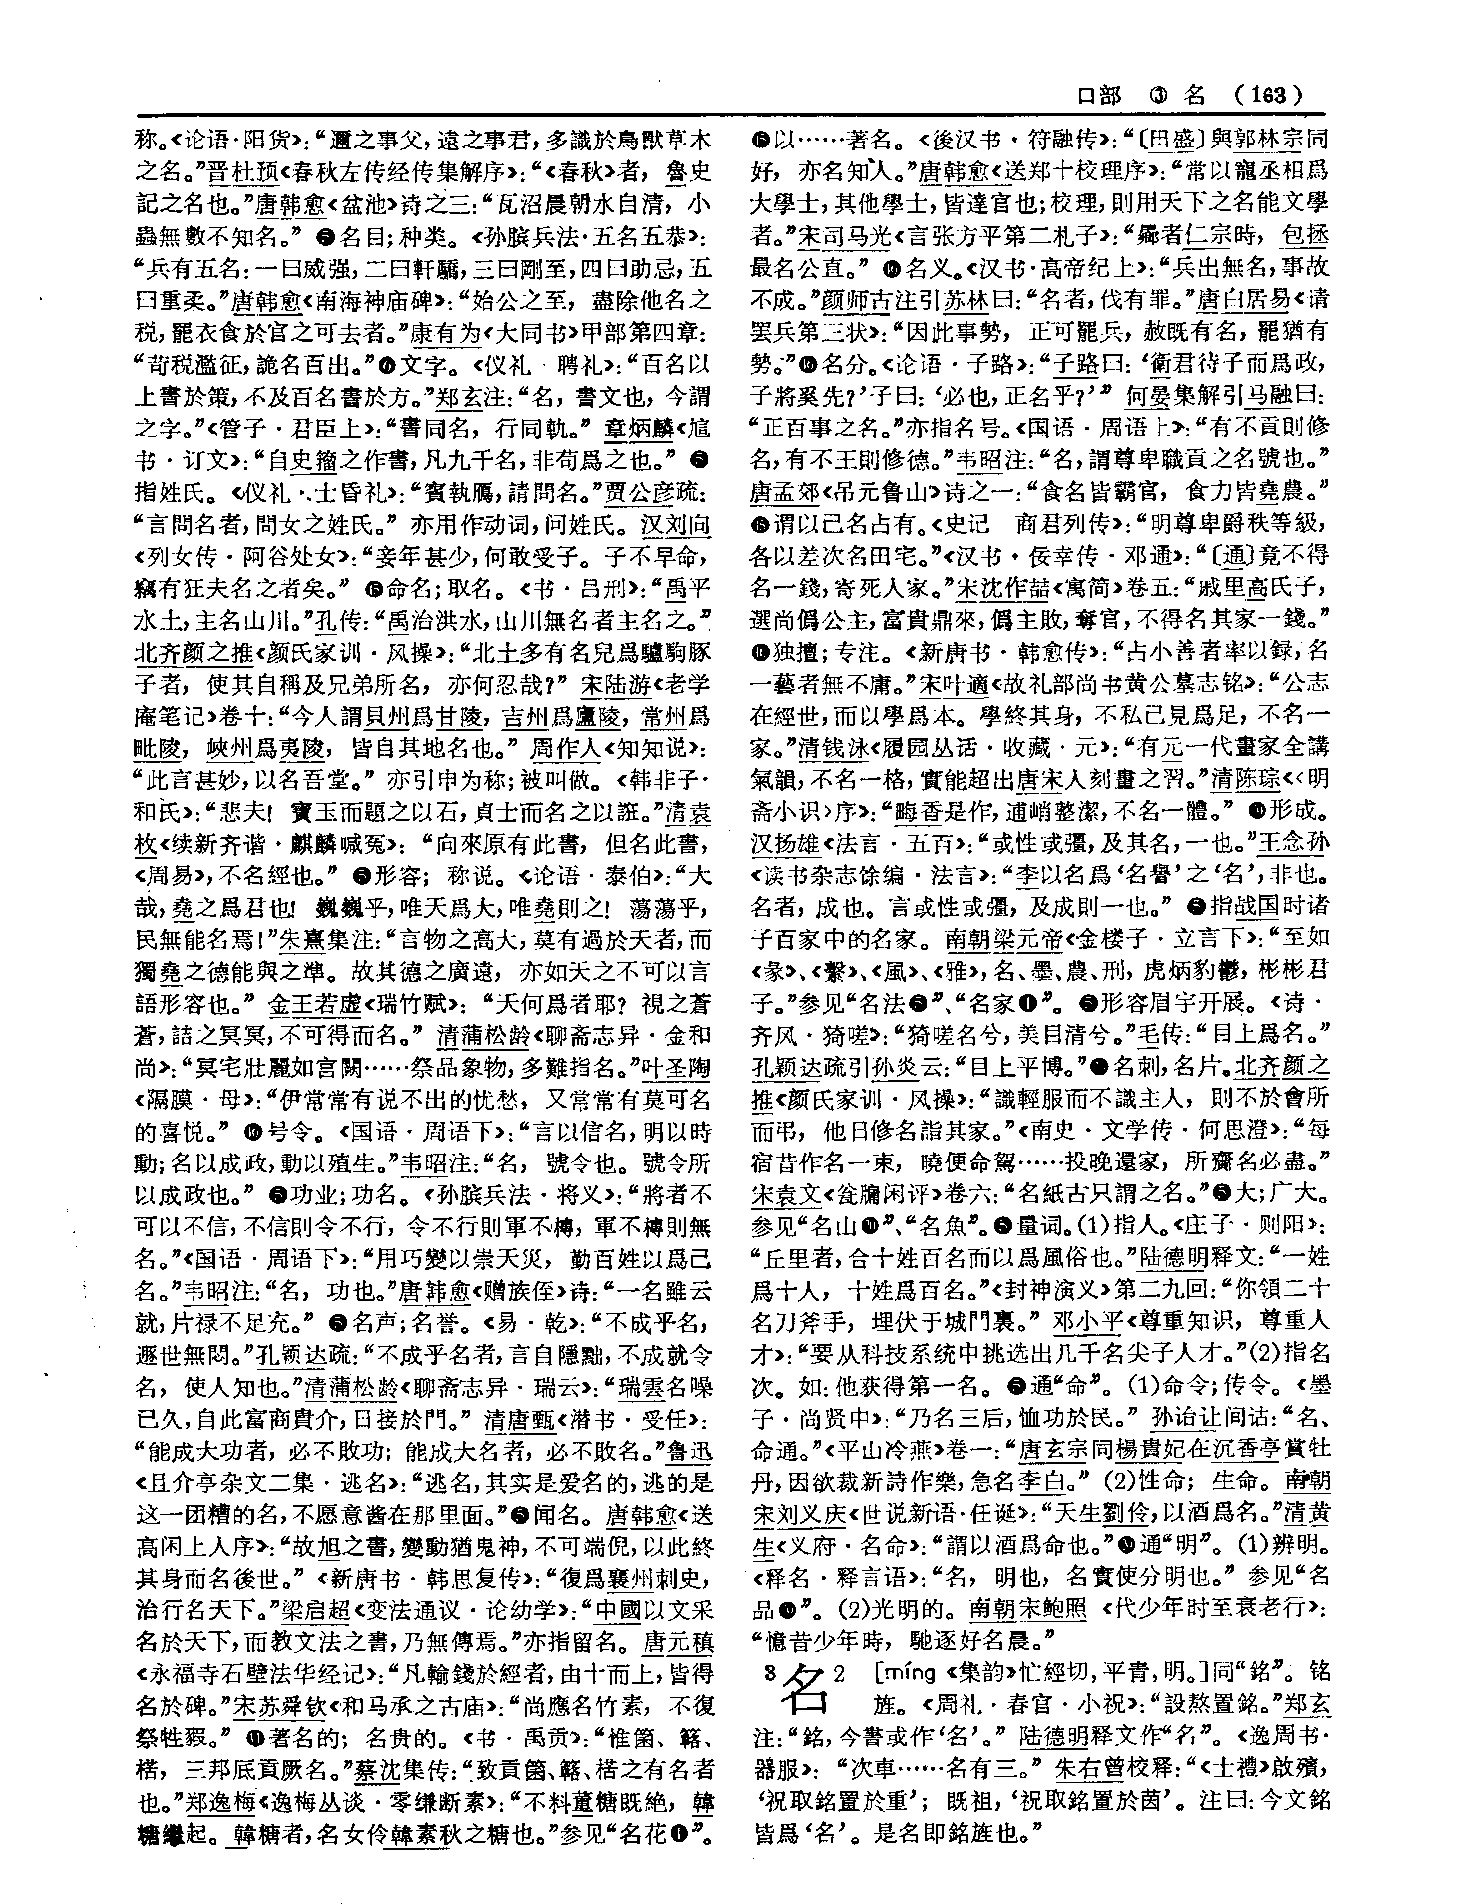 口部 ③ 名 (163)
称。《论语·阳货》：“邇之事父，遠之事君，多識於鳥獸草木
之名。”晋杜预《春秋左传经传集解序》：“《春秋》者，魯史
記之名也。”唐韩愈《盆池》诗之三：“瓦沼晨朝水自清，小
蟲無數不知名。” 名目；种类。《孙膑兵法·五名五恭》：
“兵有五名：一曰威强，二曰軒驕，三曰剛至，四曰助忌，五
曰重柔。”唐韩愈《南海神庙碑》：“始公之至，盡除他名之
税，罷衣食於官之可去者。”康有为《大同书》甲部第四章：
“苛税濫征，詭名百出。”文字。《仪礼·聘礼》：“百名以
上書於策，不及百名書於方。”郑玄注：“名，書文也，今謂
之字。”《管子·君臣上》：“書同名，行同軌。”章炳麟《訄
书·订文》：“自史籀之作書，凡九千名，非苟爲之也。”
指姓氏。《仪礼·士昏礼》：“賓執鴈，請問名。”贾公彦疏：
“言問名者，問女之姓氏。”亦用作动词，问姓氏。汉刘向
《列女传·阿谷处女》：“妾年甚少，何敢受子。子不早命，
竊有狂夫名之者矣。” 命名；取名。《书·吕刑》：“禹平
水土，主名山川。”孔传：“禹治洪水，山川無名者主名之。”
北齐颜之推《颜氏家训·风操》：“北土多有名兒爲驢駒豚
子者，使其自稱及兄弟所名，亦何忍哉？”宋陆游《老学
庵笔记》卷十：“今人謂貝州爲甘陵，吉州爲廬陵，常州爲
毗陵，峽州爲夷陵，皆自其地名也。”周作人《知知说》：
“此言甚妙，以名吾堂。”亦引申为称；被叫做。《韩非子·
和氏》：“悲夫！寶玉而題之以石，貞士而名之以誑。”清袁
枚《续新齐谐·麒麟喊冤》：“向來原有此書，但名此書，
《周易》，不名經也。” 形容；称说。《论语·泰伯》：“大
哉，堯之爲君也！巍巍乎，唯天爲大，唯堯則之！蕩蕩乎，
民無能名焉！”朱熹集注：“言物之高大，莫有過於天者，而
獨堯之德能與之準。故其德之廣遠，亦如天之不可以言
語形容也。”金王若虚《瑞竹赋》：“天何爲者耶？視之蒼
蒼，詰之冥冥，不可得而名。”清蒲松龄《聊斋志异·金和
尚》：“冥宅壯麗如宫闕……祭品象物，多難指名。”叶圣陶
《隔膜·母》：“伊常常有说不出的忧愁，又常常有莫可名
的喜悦。” 号令。《国语·周语下》：“言以信名，明以時
動；名以成政，動以殖生。”韦昭注：“名，號令也。號令所
以成政也。” 功业；功名。《孙膑兵法·将义》：“將者不
可以不信，不信則令不行，令不行則軍不槫，軍不槫則無
名。”《国语·周语下》：“用巧變以崇天災，勤百姓以爲己
名。”韦昭注：“名，功也。”唐韩愈《赠族侄》诗：“一名雖云
就，片禄不足充。” 名声；名誉。《易·乾》：“不成乎名，
遯世無悶。”孔颖达疏：“不成乎名者，言自隱黜，不成就令
名，使人知也。”清蒲松龄《聊斋志异·瑞云》：“瑞雲名噪
已久，自此富商貴介，日接於門。”清唐甄《潜书·受任》：
“能成大功者，必不敗功；能成大名者，必不敗名。”鲁迅
《且介亭杂文二集·逃名》：“逃名，其实是爱名的，逃的是
这一团糟的名，不愿意酱在那里面。”闻名。唐韩愈《送
高闲上人序》：“故旭之書，變動猶鬼神，不可端倪，以此終
其身而名後世。”《新唐书·韩思复传》：“復爲襄州刺史，
治行名天下。”梁启超《变法通议·论幼学》：“中國以文采
名於天下，而教文法之書，乃無傳焉。”亦指留名。唐元稹
《永福寺石壁法华经记》：“凡輸錢於經者，由十而上，皆得
名於碑。”宋苏舜钦《和马承之古庙》：“尚應名竹素，不復
祭牲豭。” 著名的；名贵的。《书·禹贡》：“惟箘、簵、
楛，三邦厎貢厥名。”蔡沈集传：“致貢箘、簵、楛之有名者
也。”郑逸梅《逸梅丛谈·零缣断素》：“不料董糖既絶，韓
糖繼起。韓糖者，名女伶韓素秋之糖也。”参见“名花❶”。
以……著名。《後汉书·符融传》：“〔田盛〕與郭林宗同
好，亦名知人。”唐韩愈《送郑十校理序》：“常以寵丞相爲
大學士，其他學士，皆達官也；校理，則用天下之名能文學
者。”宋司马光《言张方平第二札子》：“曏者仁宗時，包拯
最名公直。” 名义。《汉书·高帝纪上》：“兵出無名，事故
不成。”颜师古注引苏林曰：“名者，伐有罪。”唐白居易《请
罢兵第三状》：“因此事勢，正可罷兵，赦既有名，罷猶有
勢。”名分。《论语·子路》：“子路曰：‘衛君待子而爲政，
子將奚先？’子曰：‘必也，正名乎？’”何晏集解引马融曰：
“正百事之名。”亦指名号。《国语·周语上》：“有不貢則修
名，有不王則修德。”韦昭注：“名，謂尊卑職貢之名號也。”
唐孟郊《吊元鲁山》诗之一：“食名皆霸官，食力皆堯農。”
谓以己名占有。《史记 商君列传》：“明尊卑爵秩等級，
各以差次名田宅。”《汉书·佞幸传·邓通》：“〔通〕竟不得
名一錢，寄死人家。”宋沈作喆《寓简》卷五：“戚里高氏子，
選尚僞公主，富貴鼎來，僞主敗，奪官，不得名其家一錢。”
独擅；专注。《新唐书·韩愈传》：“占小善者率以録，名
一藝者無不庸。”宋叶適《故礼部尚书黄公墓志铭》：“公志
在經世，而以學爲本。學終其身，不私己見爲足，不名一
家。”清钱泳《履园丛话·收藏·元》：“有元一代畫家全講
氣韻，不名一格，實能超出唐宋人刻畫之習。”清陈琮《〈明
斋小识〉序》：“晦香是作，通峭整潔，不名一體。” 形成。
汉扬雄《法言·五百》：“或性或彊，及其名，一也。”王念孙
《读书杂志馀编·法言》：“李以名爲‘名譽’之‘名’，非也。
名者，成也。言或性或彊，及成則一也。” 指战国时诸
子百家中的名家。南朝梁元帝《金楼子·立言下》：“至如
《彖》、《繫》、《風》、《雅》，名、墨、農、刑，虎炳豹鬱，彬彬君
子。”参见“名法❷”、“名家❶”。 形容眉宇开展。《诗·
齐风·猗嗟》：“猗嗟名兮，美目清兮。”毛传：“目上爲名。”
孔颖达疏引孙炎云：“目上平博。”名刺，名片。北齐颜之
推《颜氏家训·风操》：“識輕服而不識主人，則不於會所
而弔，他日修名詣其家。”《南史·文学传·何思澄》：“每
宿昔作名一束，曉便命駕……投晚還家，所齎名必盡。”
宋袁文《瓮牖闲评》卷六：“名紙古只謂之名。”大；广大。
参见“名山❶”、“名魚”。量词。(1)指人。《庄子·则阳》：
“丘里者，合十姓百名而以爲風俗也。”陆德明释文：“一姓
爲十人，十姓爲百名。”《封神演义》第二九回：“你領二十
名刀斧手，埋伏于城門裏。”邓小平《尊重知识，尊重人
才》：“要从科技系统中挑选出几千名尖子人才。”(2)指名
次。如：他获得第一名。 通“命”。(1)命令；传令。《墨
子·尚贤中》：“乃名三后，恤功於民。”孙诒让间诂：“名、
命通。”《平山冷燕》卷一：“唐玄宗同楊貴妃在沉香亭賞牡
丹，因欲裁新詩作樂，急名李白。”(2)性命；生命。南朝
宋刘义庆《世说新语·任诞》：“天生劉伶，以酒爲名。”清黄
生《义府·名命》：“謂以酒爲命也。”通“明”。(1)辨明。
《释名·释言语》：“名，明也，名實使分明也。”参见“名
品❶”。(2)光明的。南朝宋鲍照《代少年时至衰老行》：
“憶昔少年時，馳逐好名晨。”
3 名 2 [míng《集韵》忙經切，平青，明。]同“銘”。铭
旌。《周礼·春官·小祝》：“設熬置銘。”郑玄
注：“銘，今書或作‘名’。”陆德明释文作“名”。《逸周书·
器服》：“次車……名有三。”朱右曾校释：“《士禮》啟殯，
‘祝取銘置於重’；既祖，‘祝取銘置於茵’。注曰：今文銘
皆爲‘名’。是名即銘旌也。”